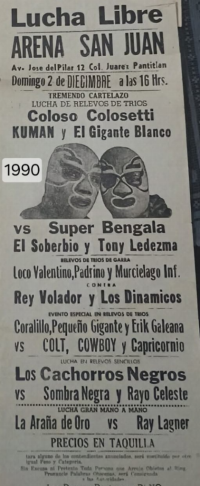 Lucha Libre
ARENA SAN JUAN
Av. Jose del Pilar 12 Col. Juarez Pantitlan
Domingo 2 de DICIEMBRE a las 16 Hrs.
TREMENDO CARTELAZO
LUCHA DE RELEVOS DE TRIOS
Coloso Colosetti
KUMAN y El Gigante Blanco
1990
vs Super Bengala
El Soberbio y Tony Ledezma
RELEVOS DE TRIOS DE
Loco Valentino, Padrino y Murcielago Inf.
CONTRA
Rey Volador y Los Dinamicos
EVENTO ESPECIAL EN RELEVOS DE TRIOS
Coralillo, Pequeño Gigante y Erik Galeana
vs COLT, COWBOY y Capricornio
LUCHA EN RELEVOS SENCILLOS
Los Cachorros Negros
vs Sombra Negra y Rayo Celeste
LUCHA GRAN MANO A MANO
La Araña de Oro vs Ray Lagner
PRECIOS EN TAQUILLA